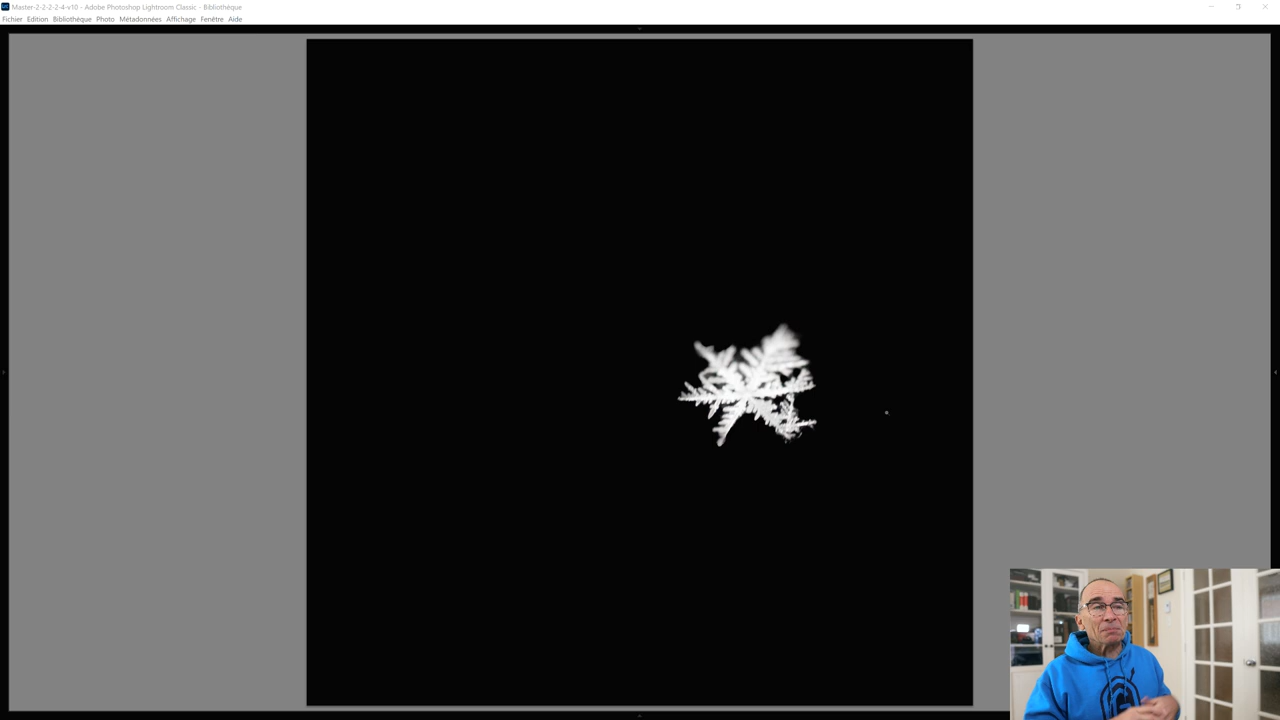 Master-2-2-2-2-4-v10 - Adobe Photoshop Lightroom Classic - Bibliothèque
Fichier Edition Bibliothèque Photo Métadonnées Affichage Fenêtre Aide